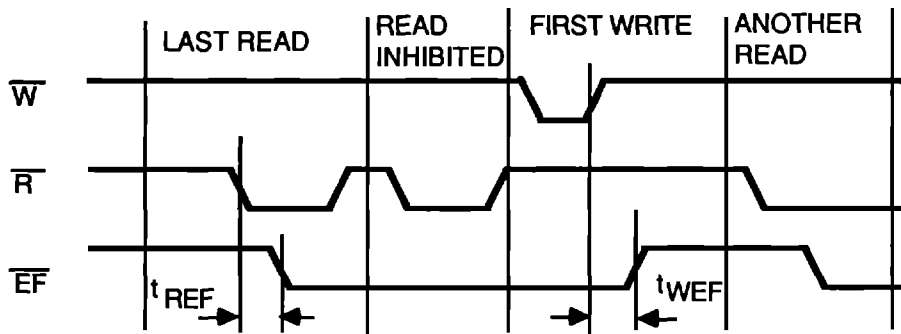 LAST READ
READ
INHIBITED
FIRST WRITE
ANOTHER
READ
W
R
EF
tREF
tWEF